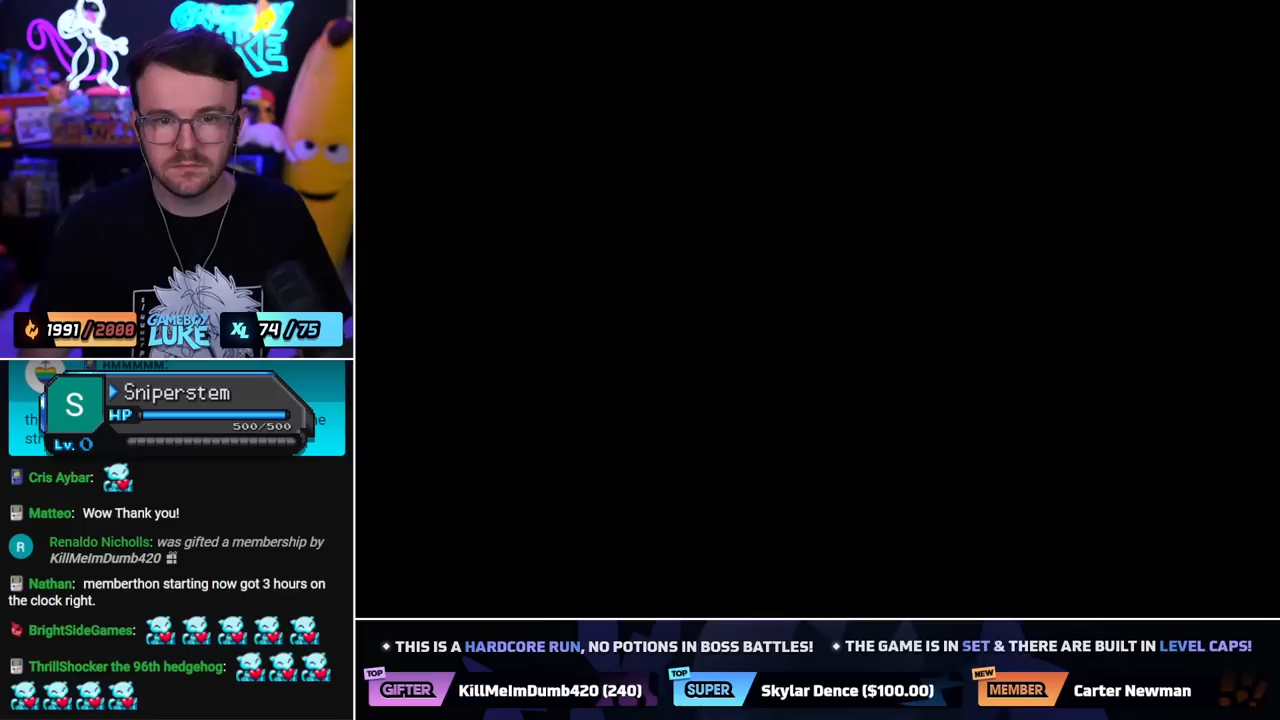 1991/2000
GAMEBOY LUKE
XL 74/75
HMMMMM.
S
Sniperstem
HP
500/500
Lv. 0
Cris Aybar:
Matteo: Wow Thank you!
R Renaldo Nicholls: was gifted a membership by
KillMeImDumb420
Nathan: memberthon starting now got 3 hours on
the clock right.
BrightSideGames:
ThrillShocker the 96th hedgehog:
THIS IS A HARDCORE RUN, NO POTIONS IN BOSS BATTLES! THE GAME IS IN SET & THERE ARE BUILT IN LEVEL CAPS!
TOP GIFTER KillMeImDumb420 (240) TOP SUPER Skylar Dence ($100.00) NEW MEMBER Carter Newman